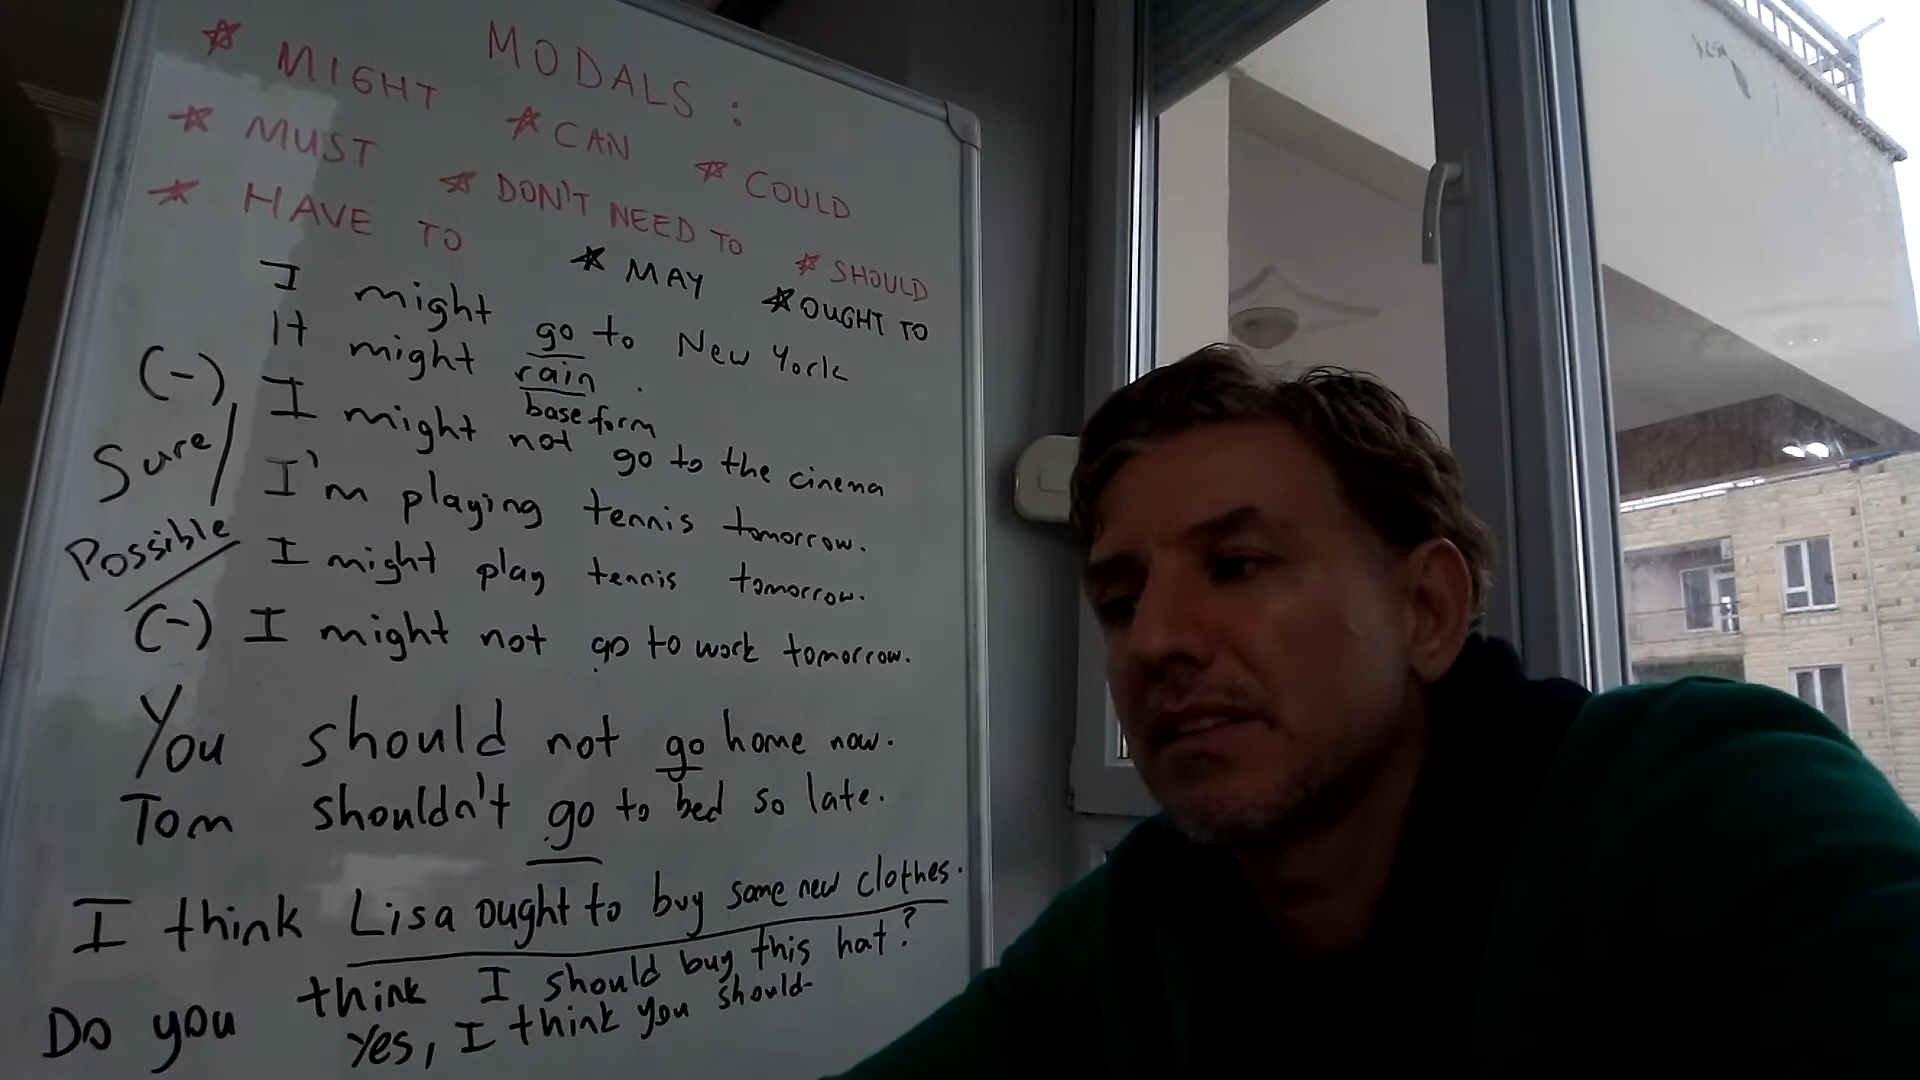 MODALS :
* MIGHT * CAN * COULD
* MUST * DON'T NEED TO * SHOULD
* HAVE TO * MAY * OUGHT TO
I might go to New York
It might rain .
base form
(-) I might not go to the cinema
Sure / I'm playing tennis tomorrow.
Possible / I might play tennis tomorrow.
(-) I might not go to work tomorrow.
You should not go home now.
Tom shouldn't go to bed so late.
I think Lisa ought to buy some new clothes.
Do you think I should buy this hat?
Yes, I think you should-